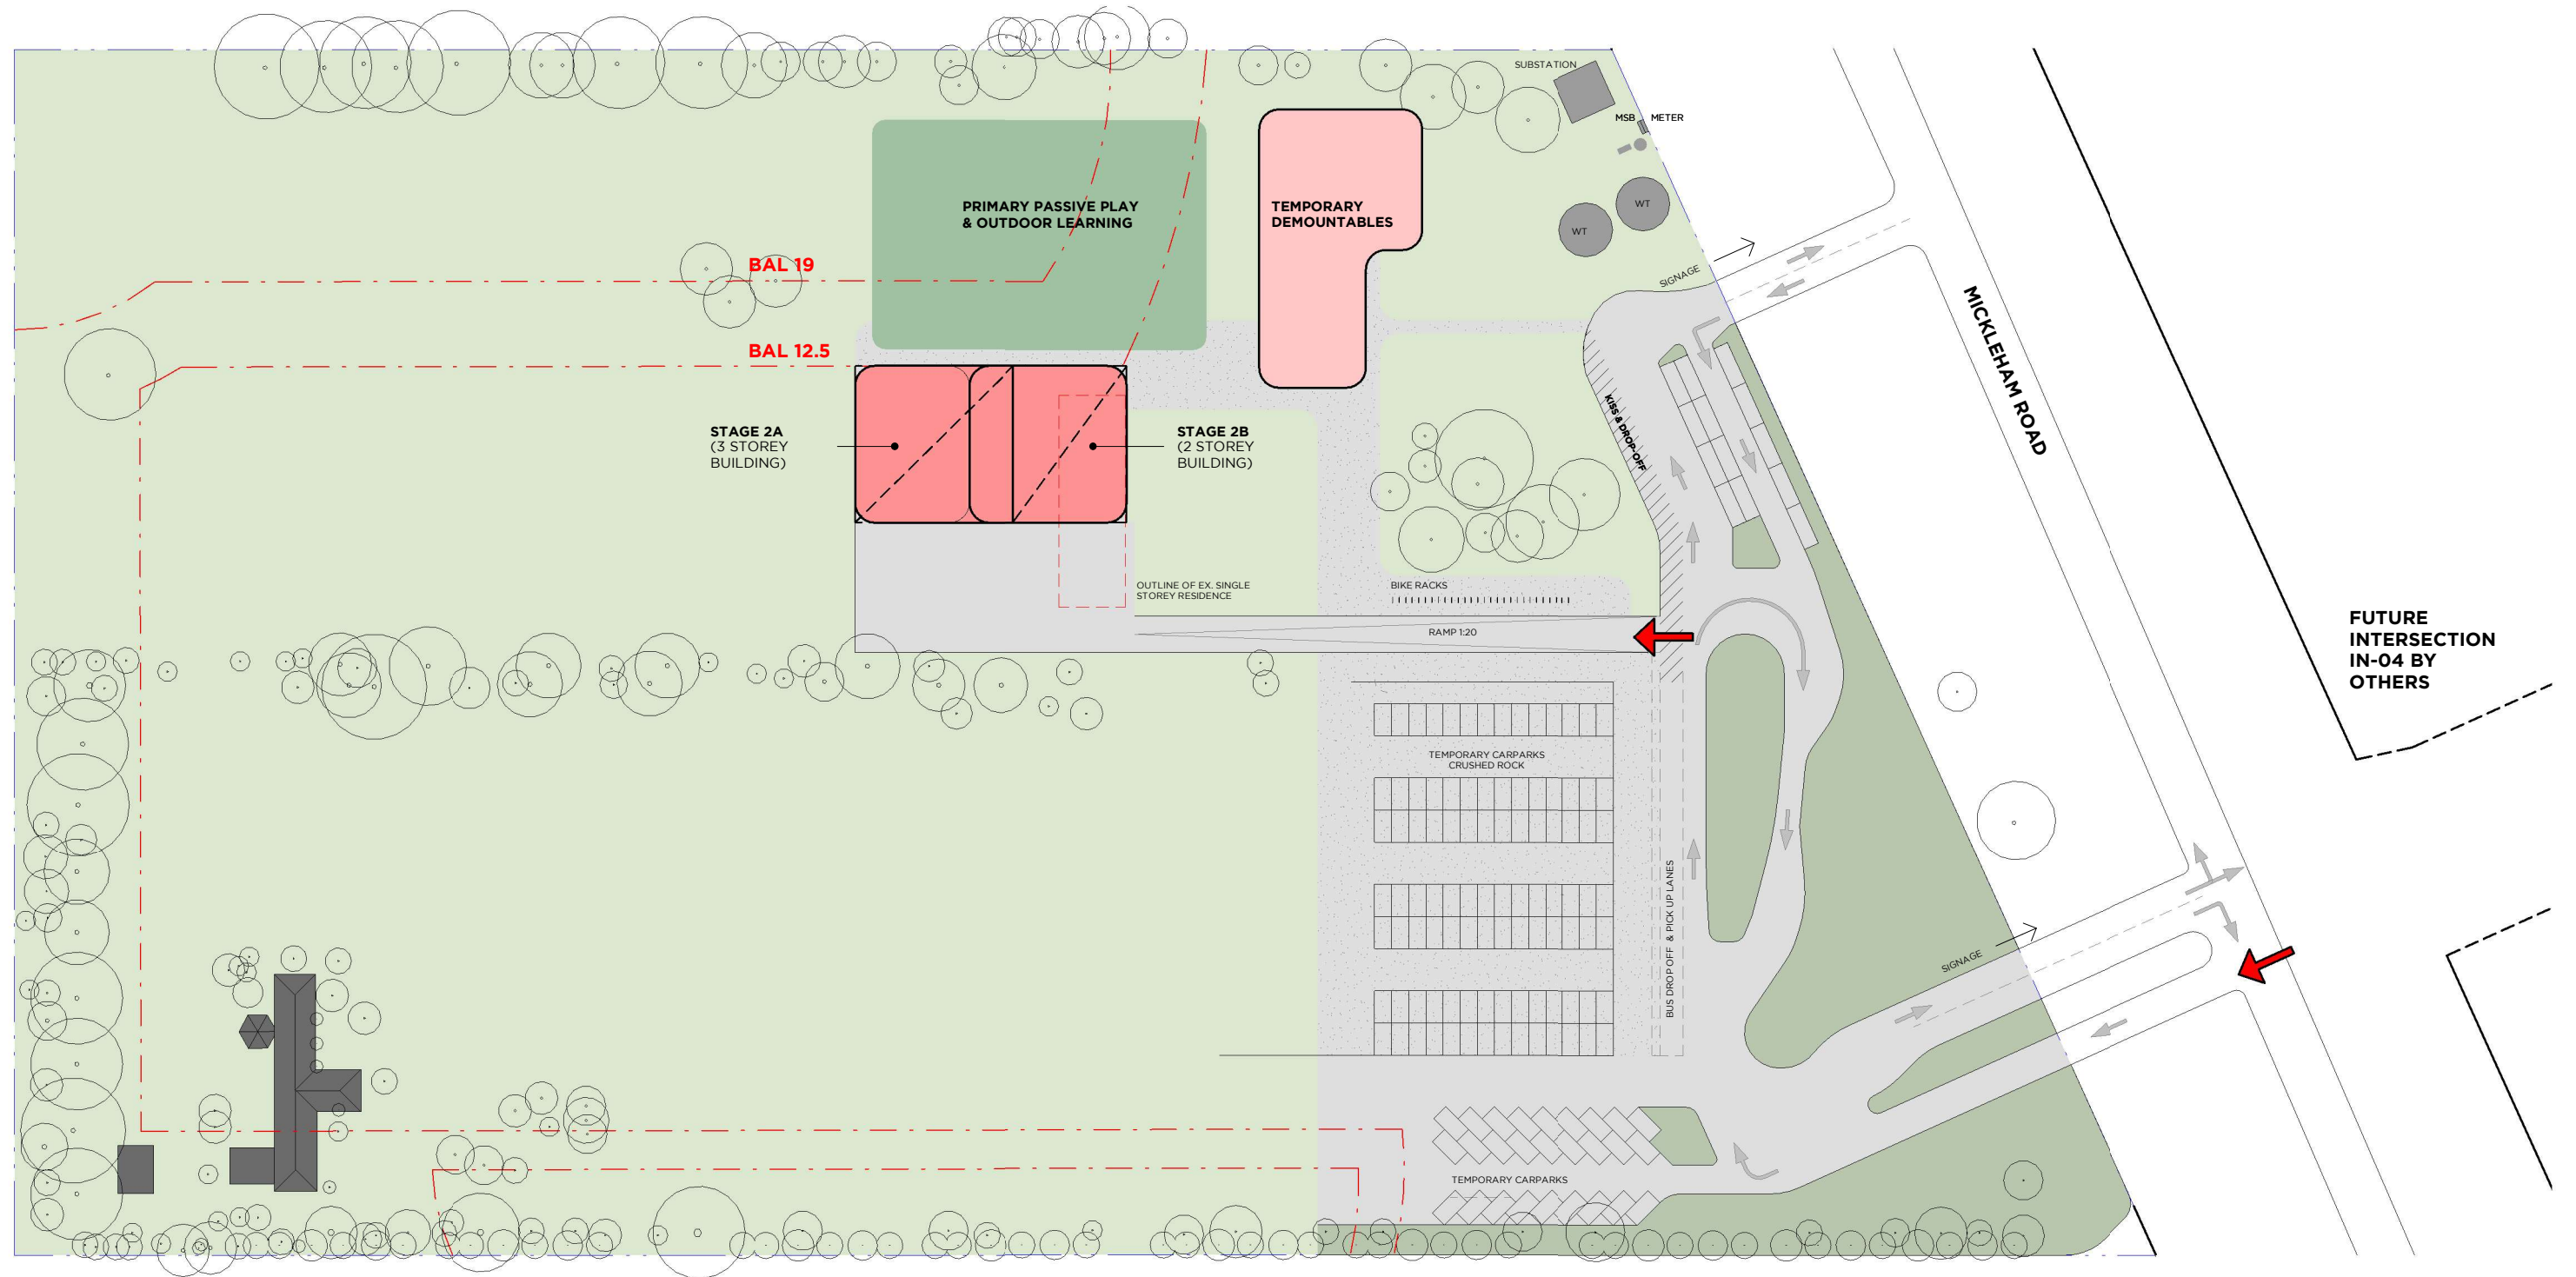 SUBSTATION
MSB
METER
PRIMARY PASSIVE PLAY
& OUTDOOR LEARNING
TEMPORARY
DEMOUNTABLES
WT
WT
BAL 19
SIGNAGE
BAL 12.5
MICKLEHAM ROAD
KISS & DROP-OFF
STAGE 2A
(3 STOREY
BUILDING)
STAGE 2B
(2 STOREY
BUILDING)
OUTLINE OF EX. SINGLE
STOREY RESIDENCE
BIKE RACKS
RAMP 1:20
FUTURE
INTERSECTION
IN-04 BY
OTHERS
TEMPORARY CARPARKS
CRUSHED ROCK
BUS DROP OFF & PICK UP LANES
SIGNAGE
TEMPORARY CARPARKS